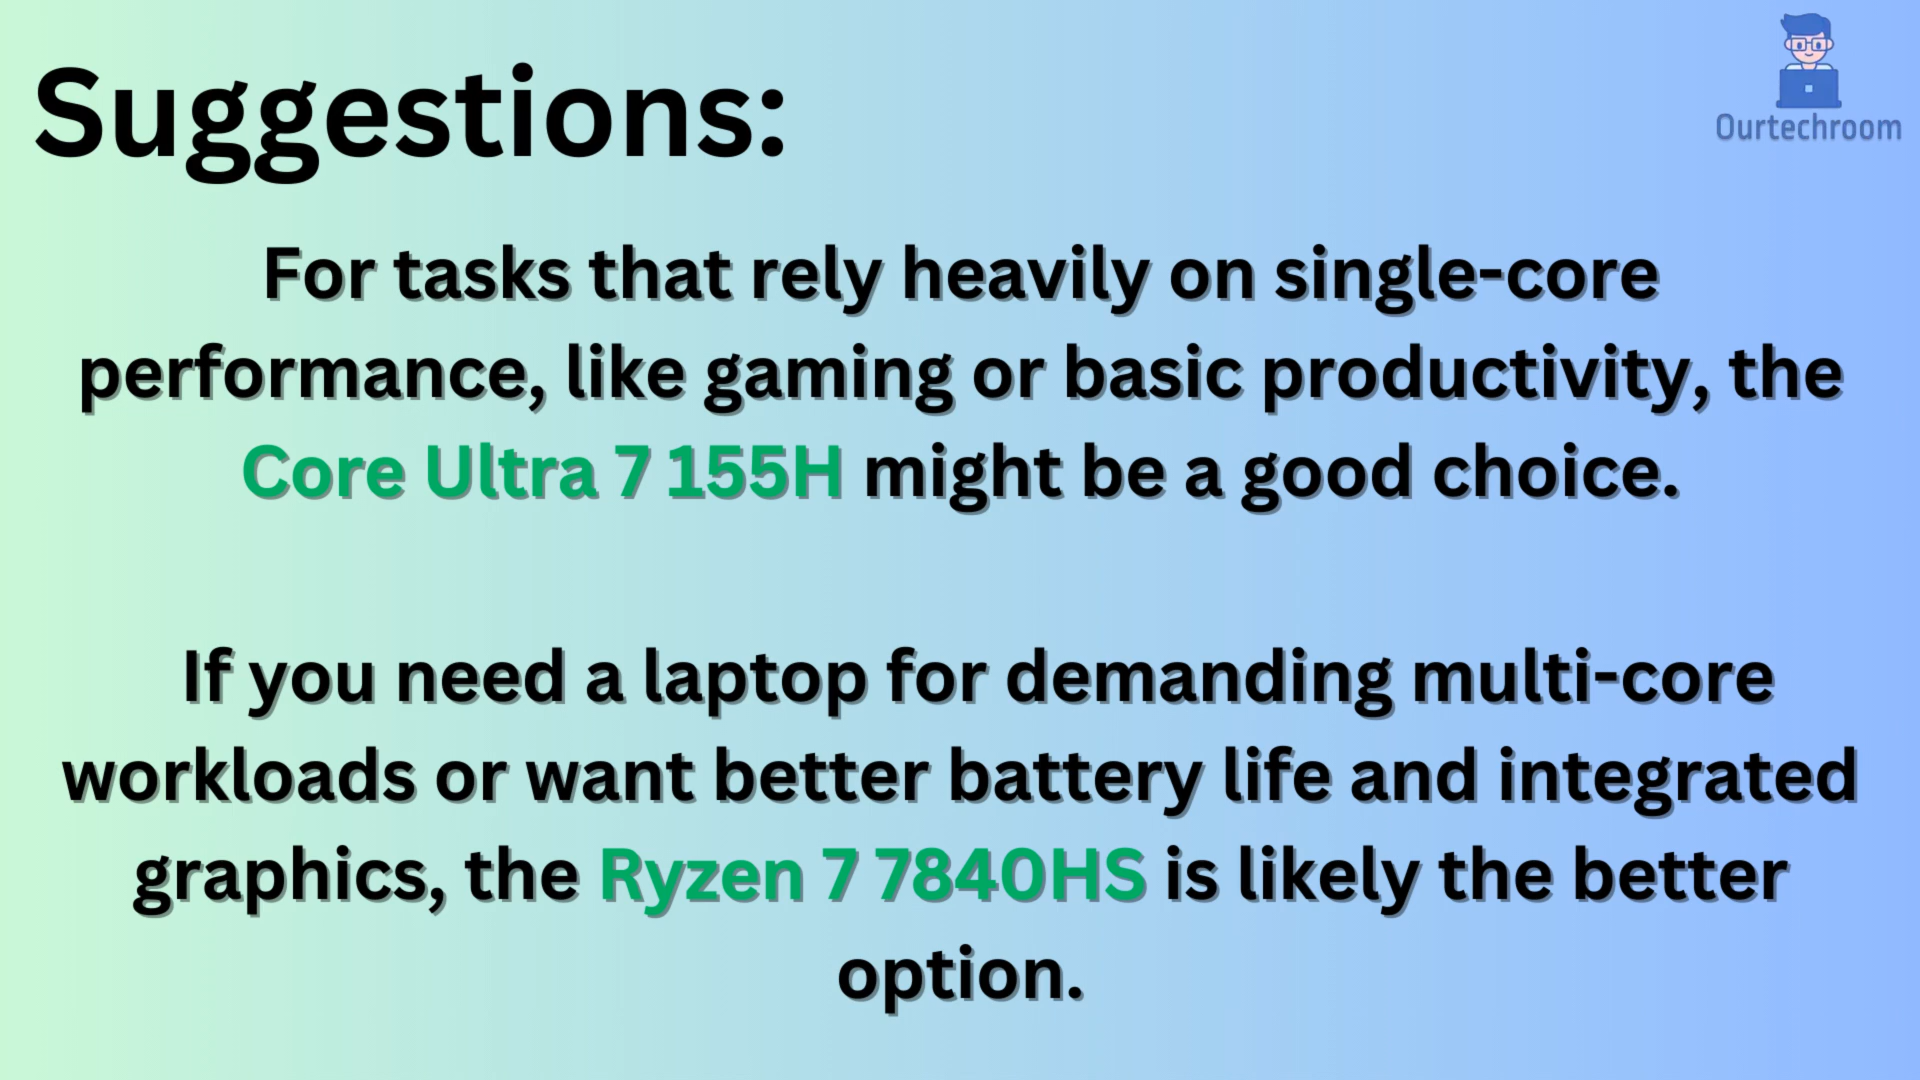 Suggestions:
Ourtechroom
For tasks that rely heavily on single-core
performance, like gaming or basic productivity, the
Core Ultra 7 155H might be a good choice.
If you need a laptop for demanding multi-core
workloads or want better battery life and integrated
graphics, the Ryzen 7 7840HS is likely the better
option.